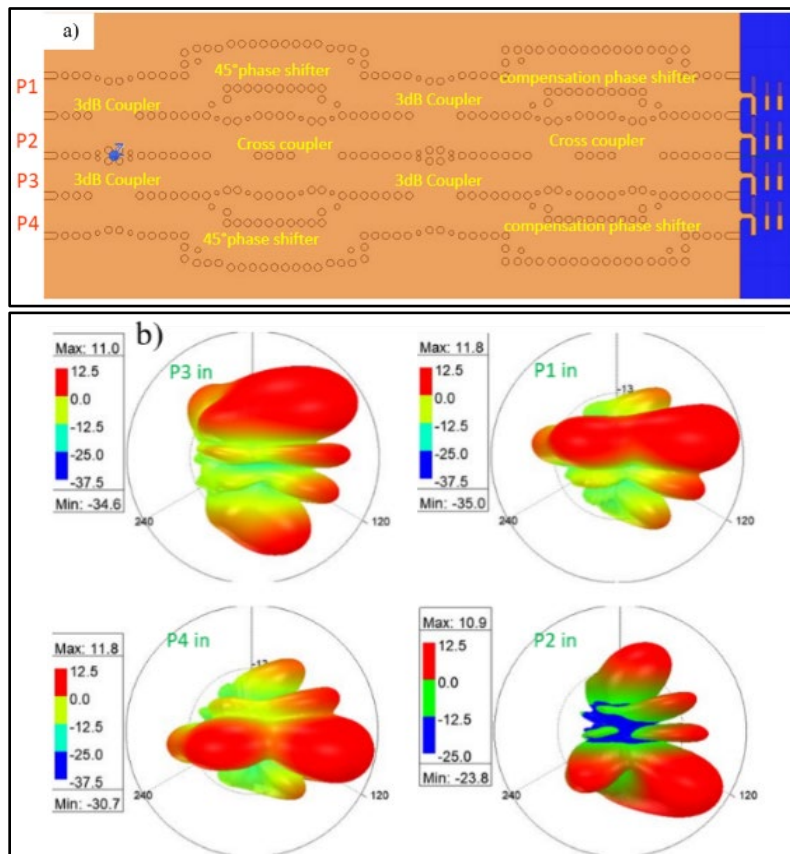 a)
45°phase shifter
compensation phase shifter
P1
3dB Coupler
3dB Coupler
P2
Cross coupler
Cross coupler
Z
P3
3dB Coupler
3dB Coupler
P4
45°phase shifter
compensation phase shifter
b)
Max: 11.0
12.5
0.0
-12.5
-25.0
-37.5
Min: -34.6
P3 in
240
120
Max: 11.8
12.5
0.0
-12.5
-25.0
-37.5
Min: -35.0
P1 in
-13
240
120
Max: 11.8
12.5
0.0
-12.5
-25.0
-37.5
Min: -30.7
P4 in
240
120
Max: 10.9
12.5
0.0
-12.5
-25.0
Min: -23.8
P2 in
240
120